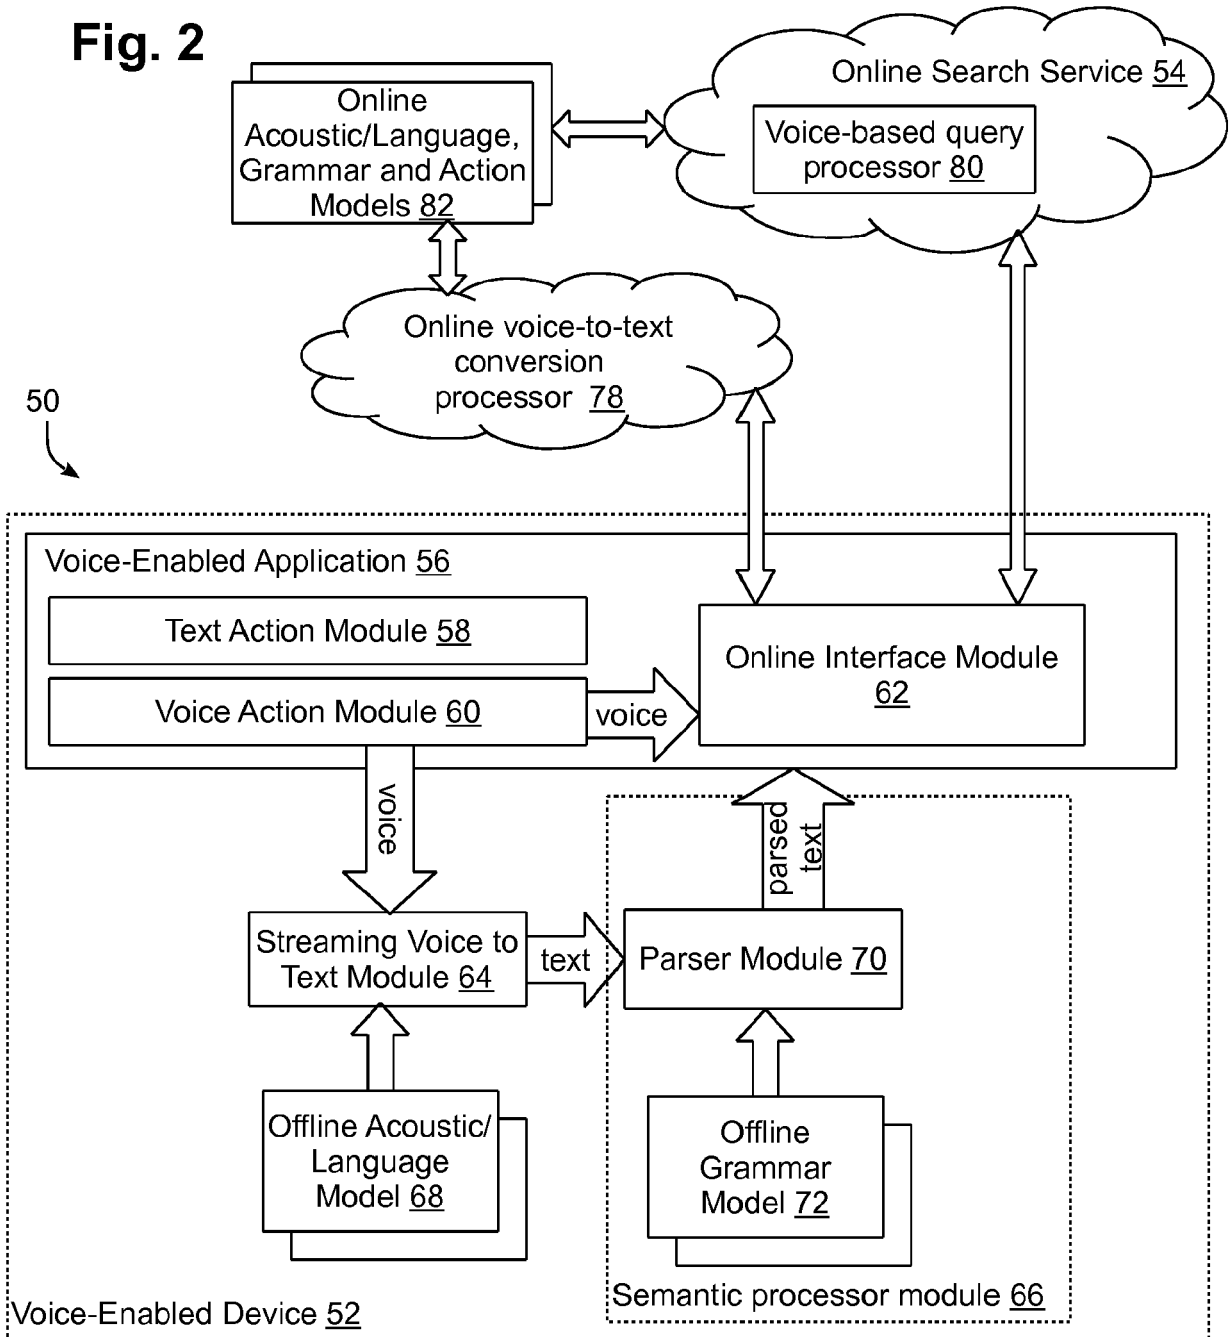 Fig. 2
Online
Acoustic/Language,
Grammar and Action
Models 82
Online Search Service 54
Voice-based query
processor 80
Online voice-to-text
conversion
processor 78
50
Voice-Enabled Application 56
Text Action Module 58
Voice Action Module 60
voice
Online Interface Module
62
voice
parsed
text
Streaming Voice to
Text Module 64
text
Parser Module 70
Offline Acoustic/
Language
Model 68
Offline
Grammar
Model 72
Semantic processor module 66
Voice-Enabled Device 52